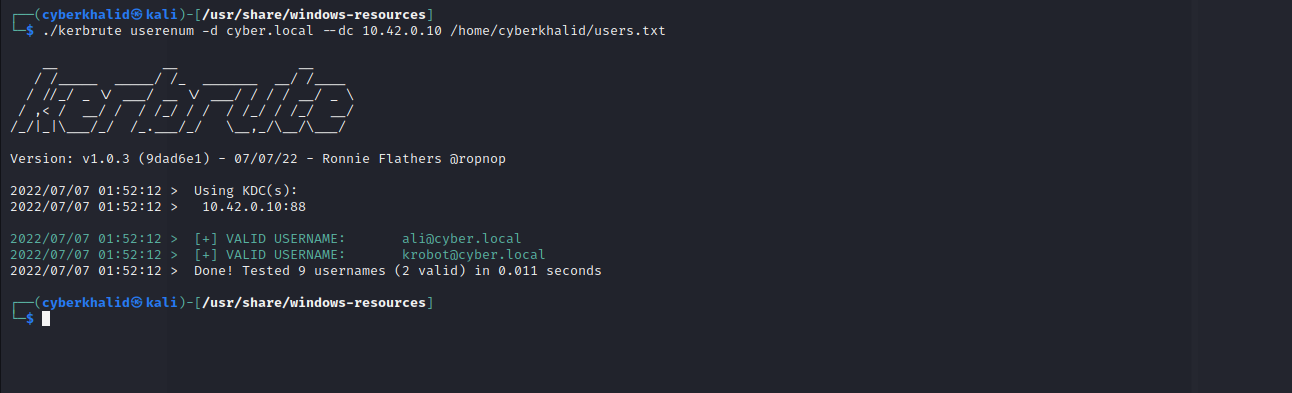 ┌──(cyberkhalid㉿kali)-[/usr/share/windows-resources]
└─$ ./kerbrute userenum -d cyber.local --dc 10.42.0.10 /home/cyberkhalid/users.txt
    __             __               __
   / /_____  _____/ /_  _______  __/ /____
  / //_/ _ \/ ___/ __ \/ ___/ / / / __/ _ \
 / ,< /  __/ /  / /_/ / /  / /_/ / /_/  __/
/_/|_|\___/_/  /_.___/_/   \__,_/\__/\___/
Version: v1.0.3 (9dad6e1) - 07/07/22 - Ronnie Flathers @ropnop
2022/07/07 01:52:12 >  Using KDC(s):
2022/07/07 01:52:12 >   10.42.0.10:88
2022/07/07 01:52:12 >  [+] VALID USERNAME:       ali@cyber.local
2022/07/07 01:52:12 >  [+] VALID USERNAME:       krobot@cyber.local
2022/07/07 01:52:12 >  Done! Tested 9 usernames (2 valid) in 0.011 seconds
┌──(cyberkhalid㉿kali)-[/usr/share/windows-resources]
└─$